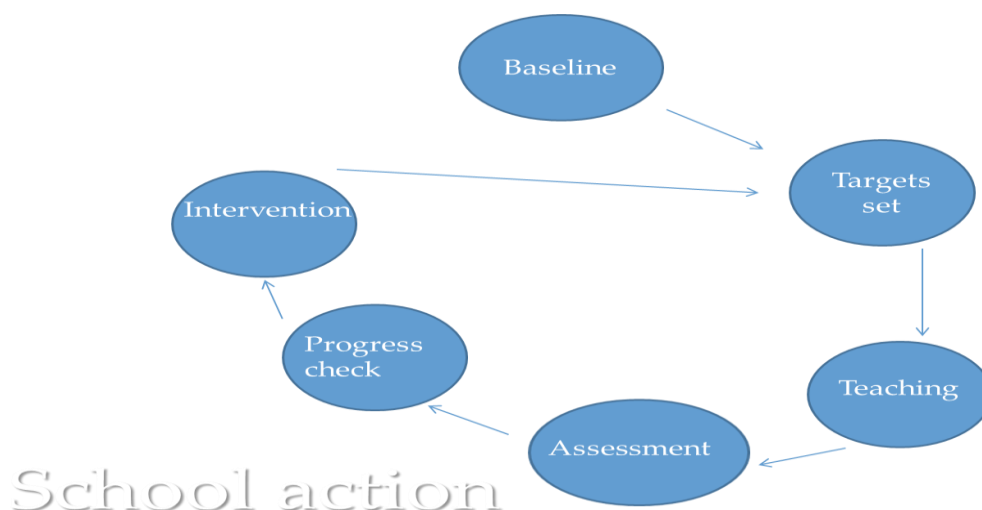 Baseline
Targets
set
Intervention
Progress
check
Teaching
Assessment
School action